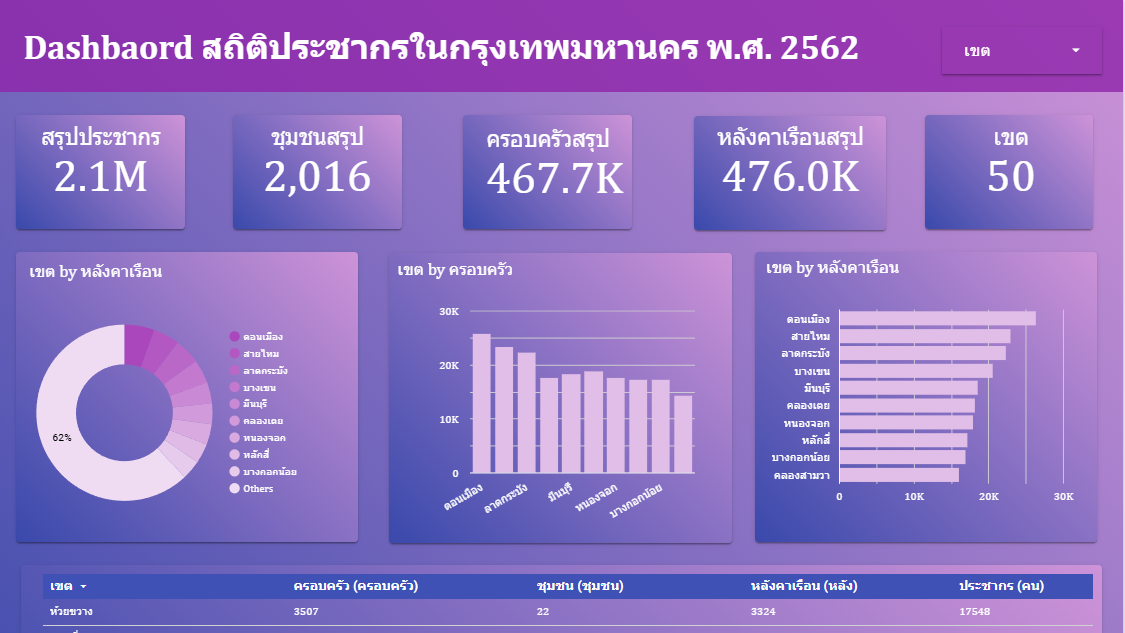 Dashbaord สถิติประชากรในกรุงเทพมหานคร พ.ศ. 2562
เขต
สรุปประชากร
2.1M
ชุมชนสรุป
2,016
ครอบครัวสรุป
467.7K
หลังคาเรือนสรุป
476.0K
เขต
50
เขต by หลังคาเรือน
62%
ดอนเมือง
สายไหม
ลาดกระบัง
บางเขน
มีนบุรี
คลองเตย
หนองจอก
หลักสี่
บางกอกน้อย
Others
เขต by ครอบครัว
30K
20K
10K
0
ดอนเมือง
ลาดกระบัง
มีนบุรี
หนองจอก
บางกอกน้อย
เขต by หลังคาเรือน
ดอนเมือง
สายไหม
ลาดกระบัง
บางเขน
มีนบุรี
คลองเตย
หนองจอก
หลักสี่
บางกอกน้อย
คลองสามวา
0 10K 20K 30K
เขต ครอบครัว (ครอบครัว) ชุมชน (ชุมชน) หลังคาเรือน (หลัง) ประชากร (คน)
ห้วยขวาง 3507 22 3324 17548